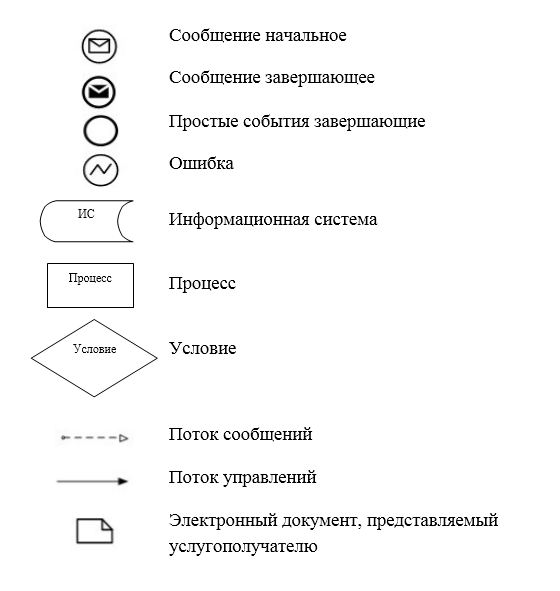 Сообщение начальное
Сообщение завершающее
Простые события завершающие
Ошибка
ИС
Информационная система
Процесс
Процесс
Условие
Условие
Поток сообщений
Поток управлений
Электронный документ, представляемый
услугополучателю